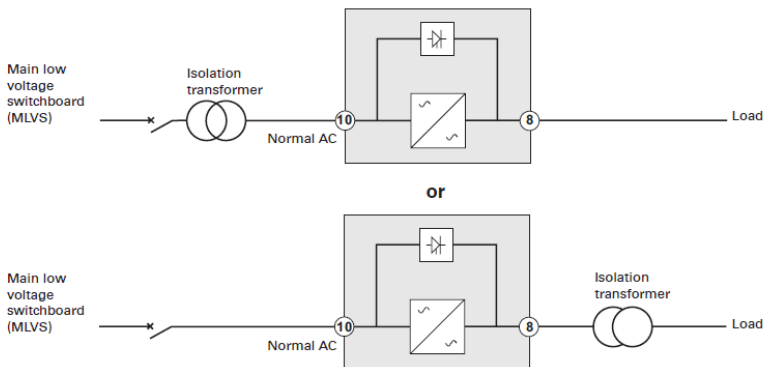 Main low
voltage
switchboard
(MLVS)
Isolation
transformer
Normal AC
10
8
Load
or
Main low
voltage
switchboard
(MLVS)
Normal AC
10
8
Isolation
transformer
Load